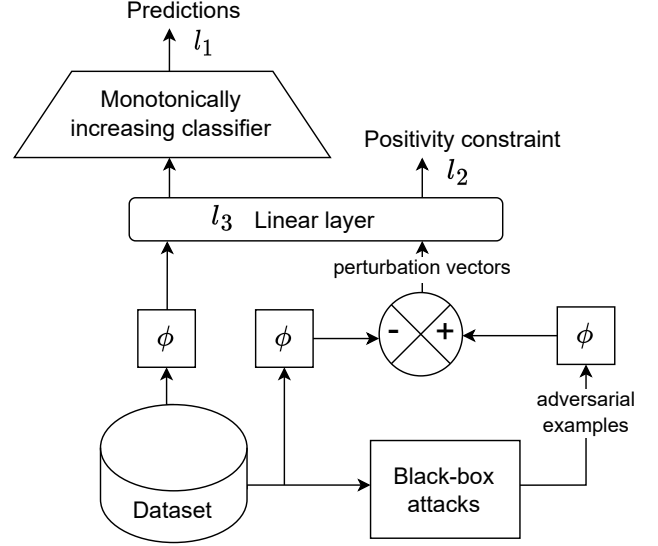 Predictions
l₁
Monotonically
increasing classifier
Positivity constraint
l₂
l₃ Linear layer
perturbation vectors
ϕ
ϕ
- +
ϕ
adversarial
examples
Dataset
Black-box
attacks